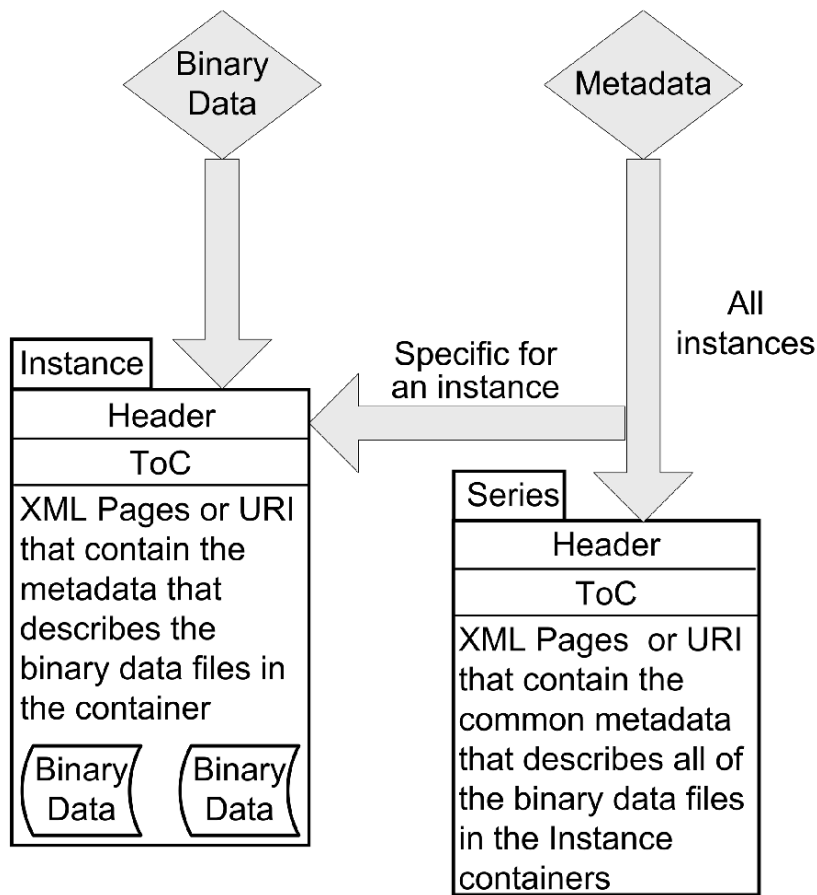 Binary
Data
Metadata
All
instances
Specific for
an instance
Instance
Header
ToC
XML Pages or URI
that contain the
metadata that
describes the
binary data files in
the container
Binary
Data
Binary
Data
Series
Header
ToC
XML Pages or URI
that contain the
common metadata
that describes all of
the binary data files
in the Instance
containers